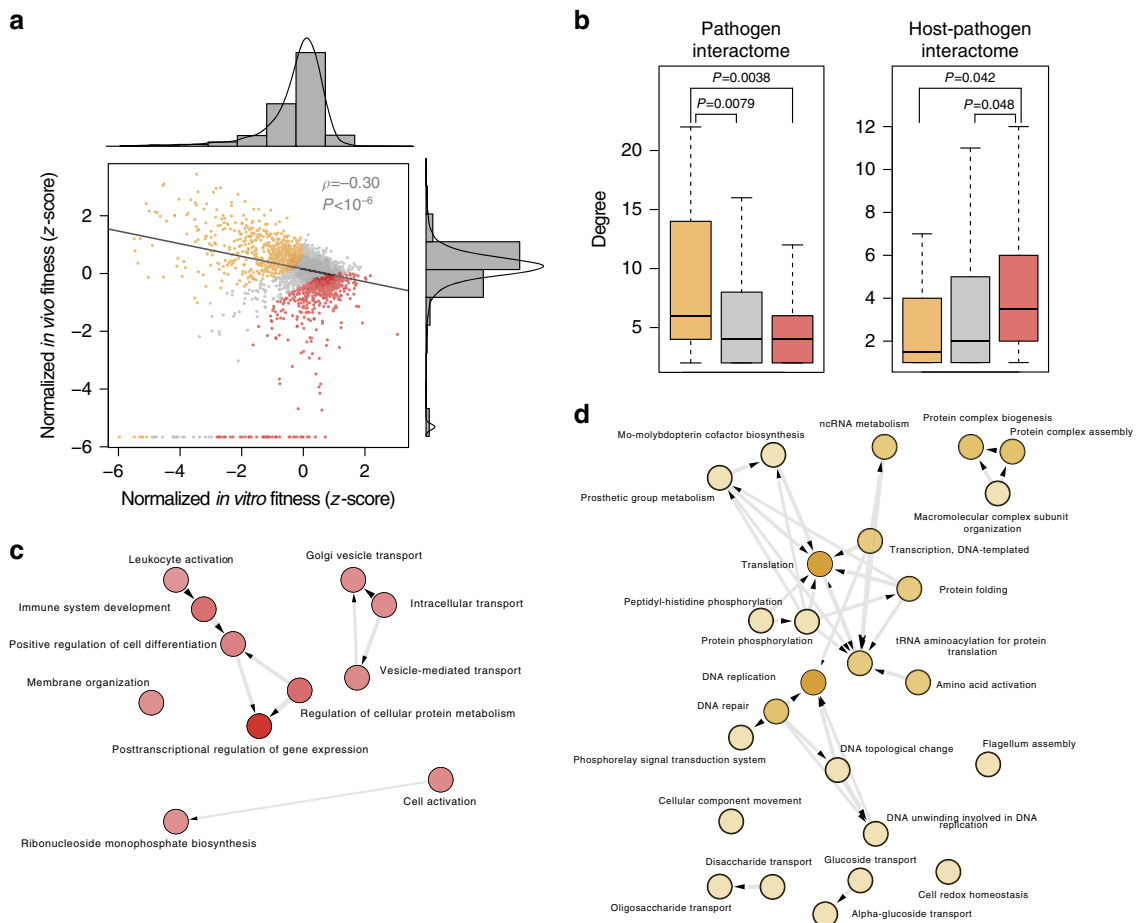 a
ρ=−0.30
P<10−6
Normalized in vivo fitness (z-score)
2
0
−2
−4
−6
−6
−4
−2
0
2
Normalized in vitro fitness (z-score)
b
Pathogen
interactome
Host-pathogen
interactome
P=0.0038
P=0.0079
P=0.042
P=0.048
Degree
20
15
10
5
12
10
8
6
4
2
c
Leukocyte activation
Immune system development
Positive regulation of cell differentiation
Membrane organization
Regulation of cellular protein metabolism
Posttranscriptional regulation of gene expression
Golgi vesicle transport
Intracellular transport
Vesicle-mediated transport
Cell activation
Ribonucleoside monophosphate biosynthesis
d
Mo-molybdopterin cofactor biosynthesis
Prosthetic group metabolism
ncRNA metabolism
Protein complex biogenesis
Protein complex assembly
Macromolecular complex subunit
organization
Transcription, DNA-templated
Translation
Protein folding
Peptidyl-histidine phosphorylation
Protein phosphorylation
tRNA aminoacylation for protein
translation
Amino acid activation
DNA replication
DNA repair
Phosphorelay signal transduction system
DNA topological change
Flagellum assembly
Cellular component movement
DNA unwinding involved in DNA
replication
Disaccharide transport
Oligosaccharide transport
Glucoside transport
Alpha-glucoside transport
Cell redox homeostasis